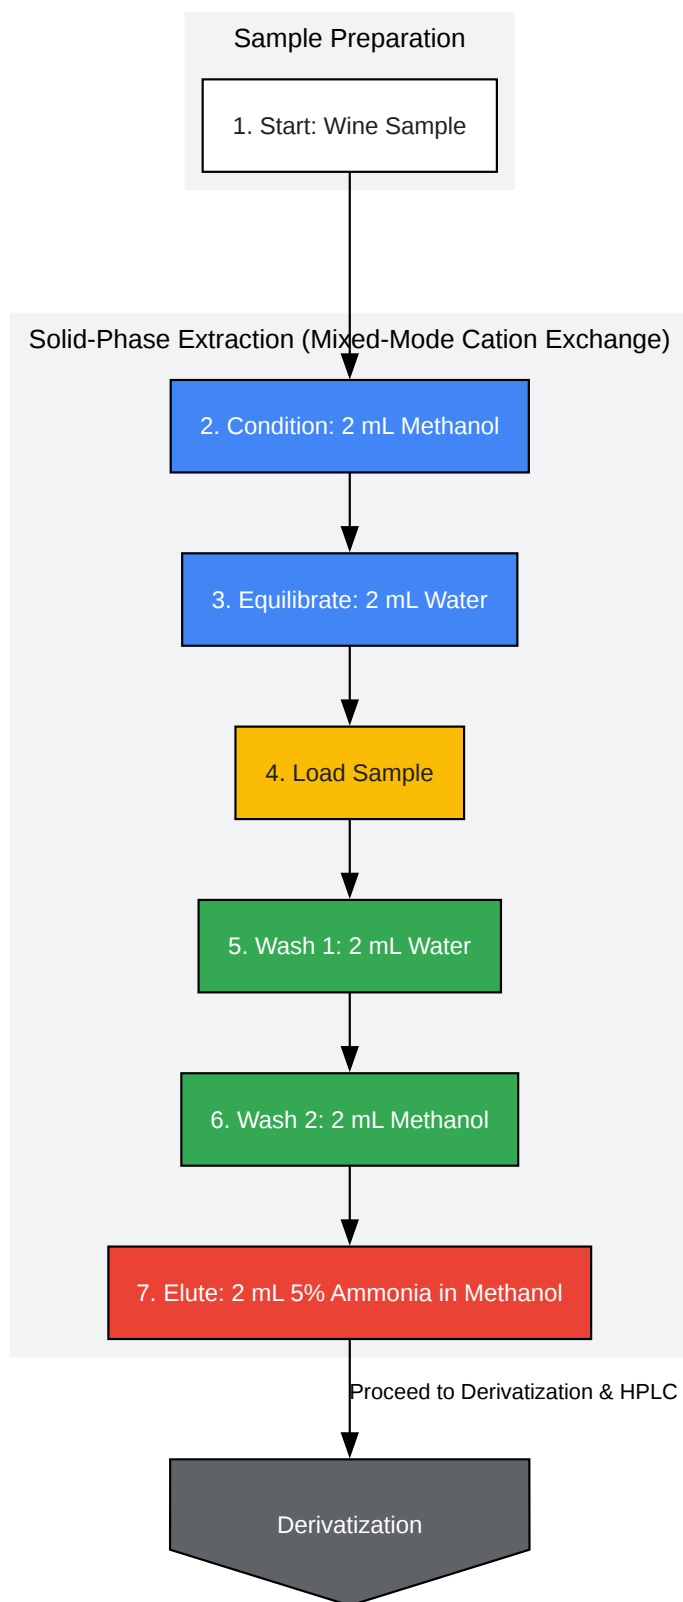 Sample Preparation
1. Start: Wine Sample
Solid-Phase Extraction (Mixed-Mode Cation Exchange)
2. Condition: 2 mL Methanol
3. Equilibrate: 2 mL Water
4. Load Sample
5. Wash 1: 2 mL Water
6. Wash 2: 2 mL Methanol
7. Elute: 2 mL 5% Ammonia in Methanol
Proceed to Derivatization & HPLC
Derivatization